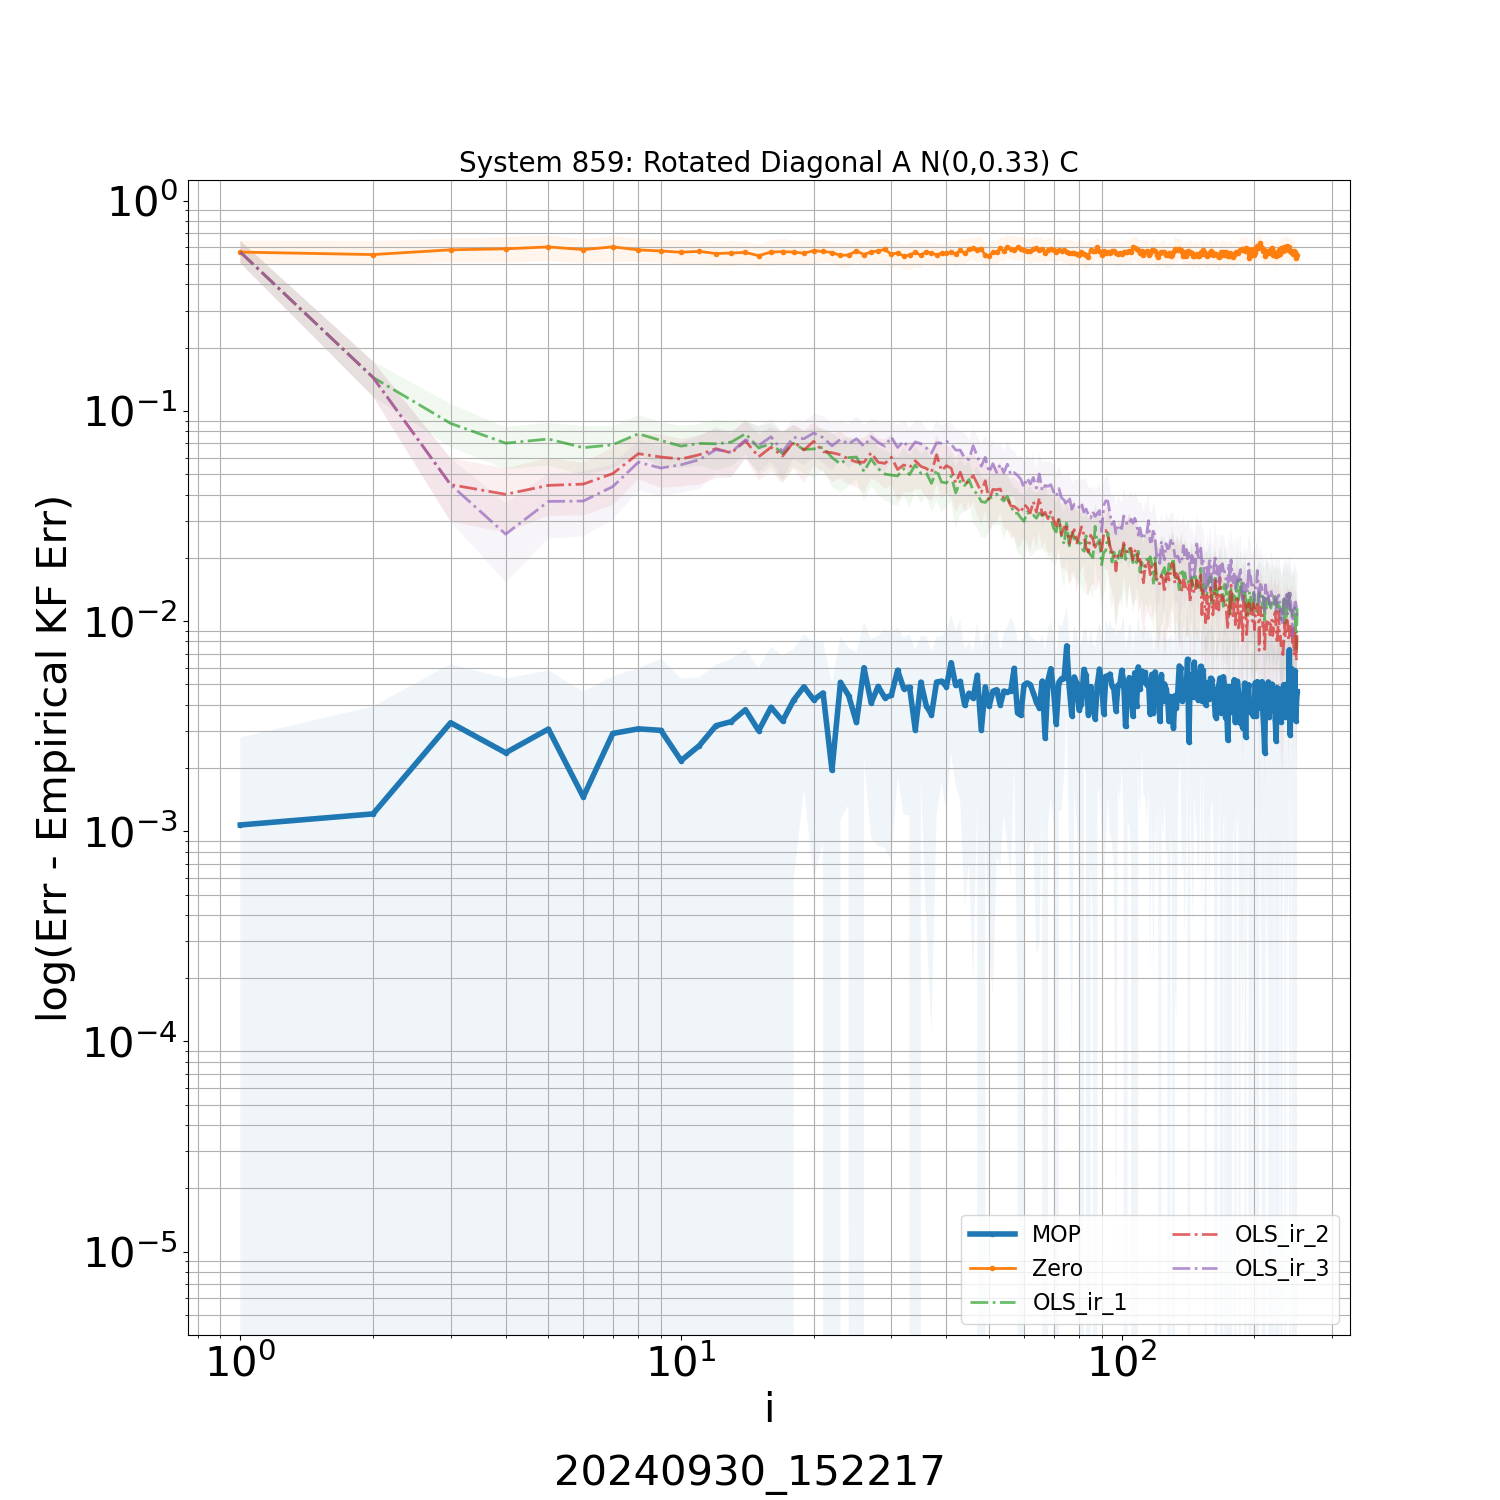 System 859: Rotated Diagonal A N(0,0.33) C
log(Err - Empirical KF Err)
10⁰
10⁻¹
10⁻²
10⁻³
10⁻⁴
10⁻⁵
MOP
Zero
OLS_ir_1
OLS_ir_2
OLS_ir_3
10⁰ 10¹ 10²
i
20240930_152217